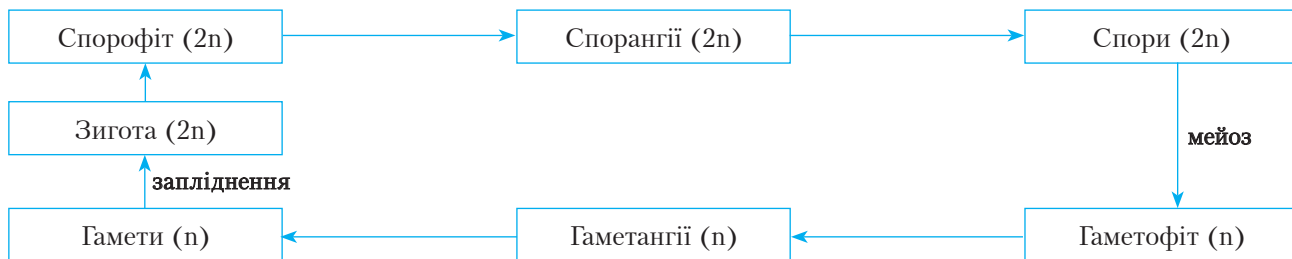 Спорофіт (2n)
Спорангії (2n)
Спори (2n)
Зигота (2n)
мейоз
запліднення
Гамети (n)
Гаметангії (n)
Гаметофіт (n)